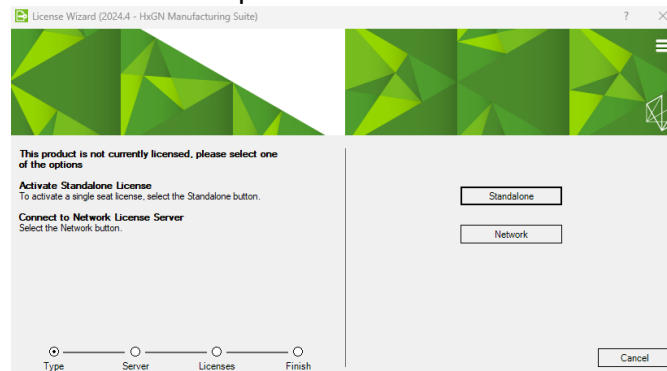 License Wizard (2024.4 - HxGN Manufacturing Suite)
This product is not currently licensed, please select one
of the options
Activate Standalone License
To activate a single seat license, select the Standalone button.
Connect to Network License Server
Select the Network button.
Standalone
Network
Type
Server
Licenses
Finish
Cancel